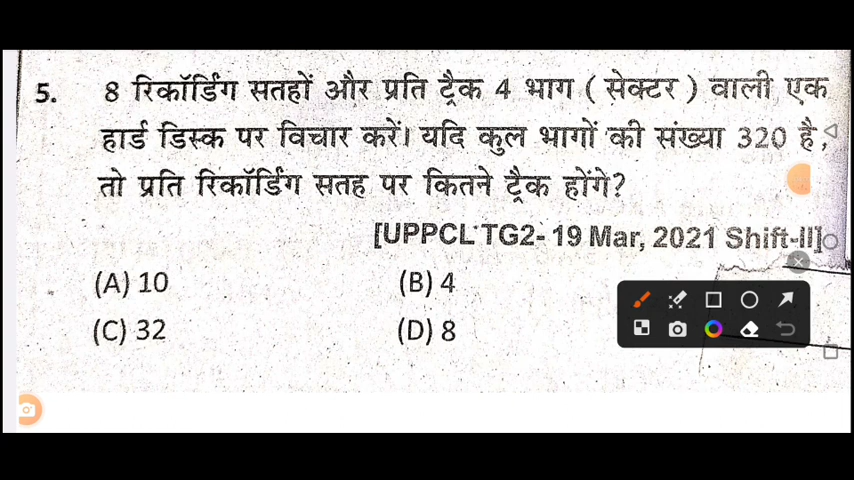 5. 8 रिकॉर्डिंग सतहों और प्रति ट्रैक 4 भाग ( सेक्टर ) वाली एक
हार्ड डिस्क पर विचार करें। यदि कुल भागों की संख्या 320 है,
तो प्रति रिकॉर्डिंग सतह पर कितने ट्रैक होंगे?
[UPPCL TG2- 19 Mar, 2021 Shift-II]
(A) 10 (B) 4
(C) 32 (D) 8